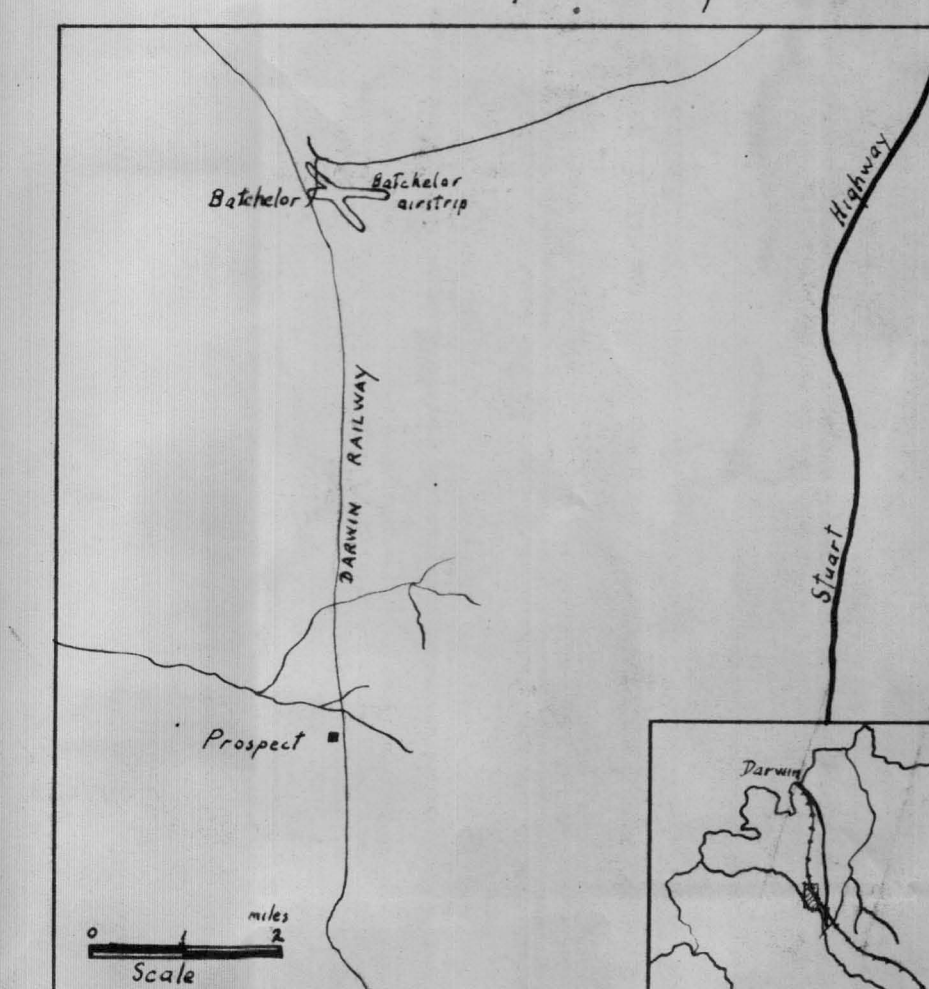 Highway
Batchelor
Batchelor
airstrip
DARWIN RAILWAY
Stuart
Prospect
Darwin
miles
0 1 2
Scale